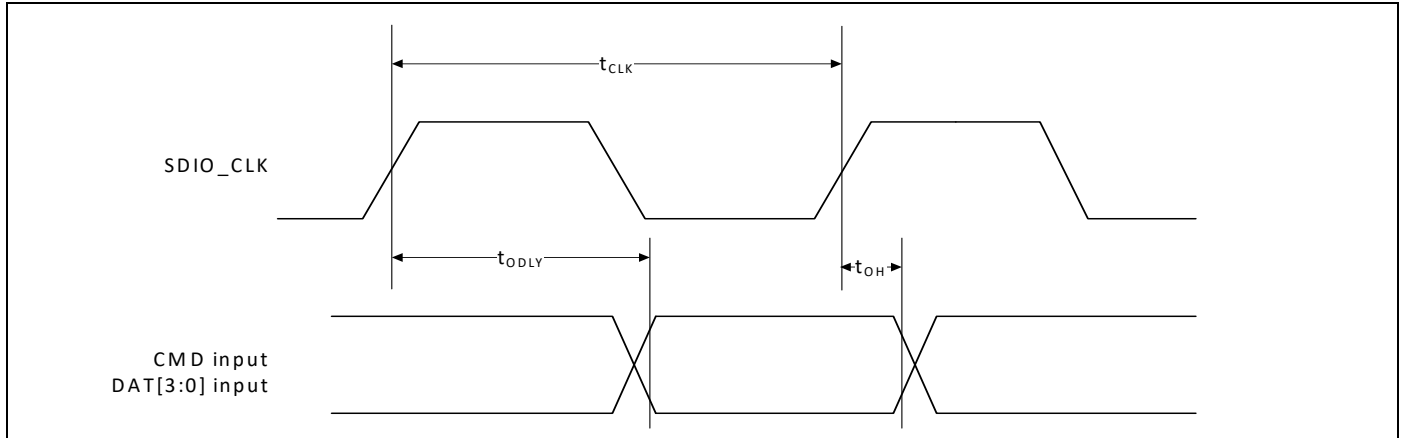 tCLK
SDIO_CLK
tODLY
tOH
CMD input
DAT[3:0] input